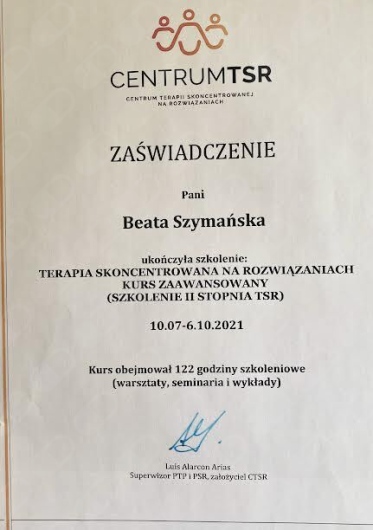 CENTRUMTSR
CENTRUM TERAPII SKONCENTROWANEJ
NA ROZWIĄZANIACH
ZAŚWIADCZENIE
Pani
Beata Szymańska
ukończyła szkolenie:
TERAPIA SKONCENTROWANA NA ROZWIĄZANIACH
KURS ZAAWANSOWANY
(SZKOLENIE II STOPNIA TSR)
10.07-6.10.2021
Kurs obejmował 122 godziny szkoleniowe
(warsztaty, seminaria i wykłady)
Luis Alarcon Arias
Superwizor PTP i PSR, założyciel CTSR